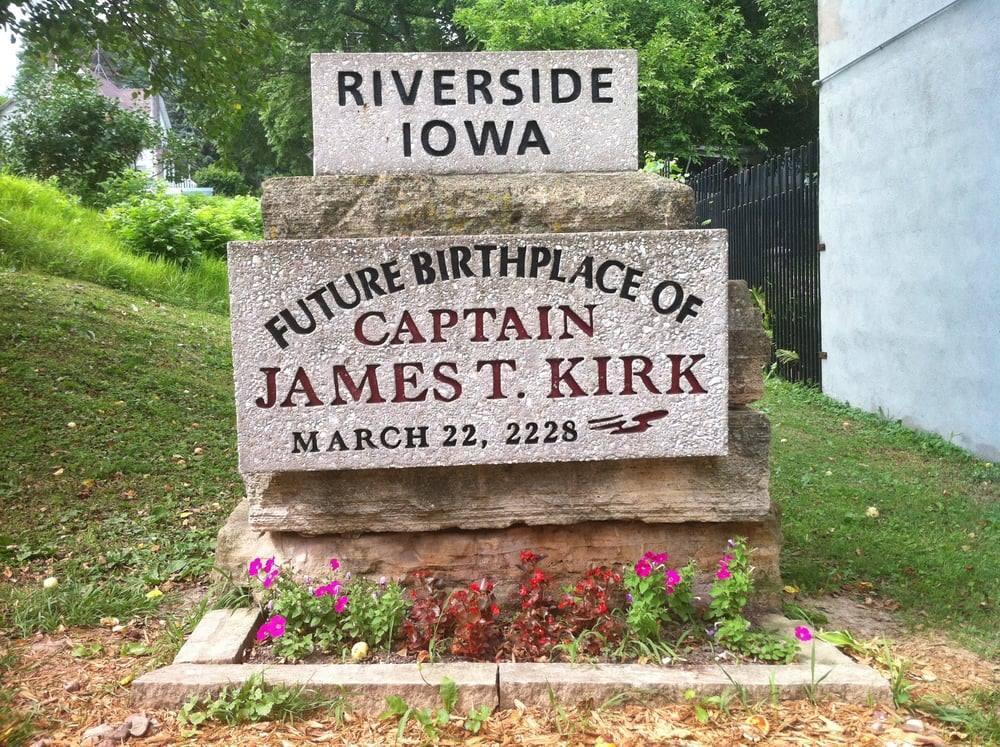 RIVERSIDE
IOWA
FUTURE BIRTHPLACE OF
CAPTAIN
JAMES T. KIRK
MARCH 22, 2228